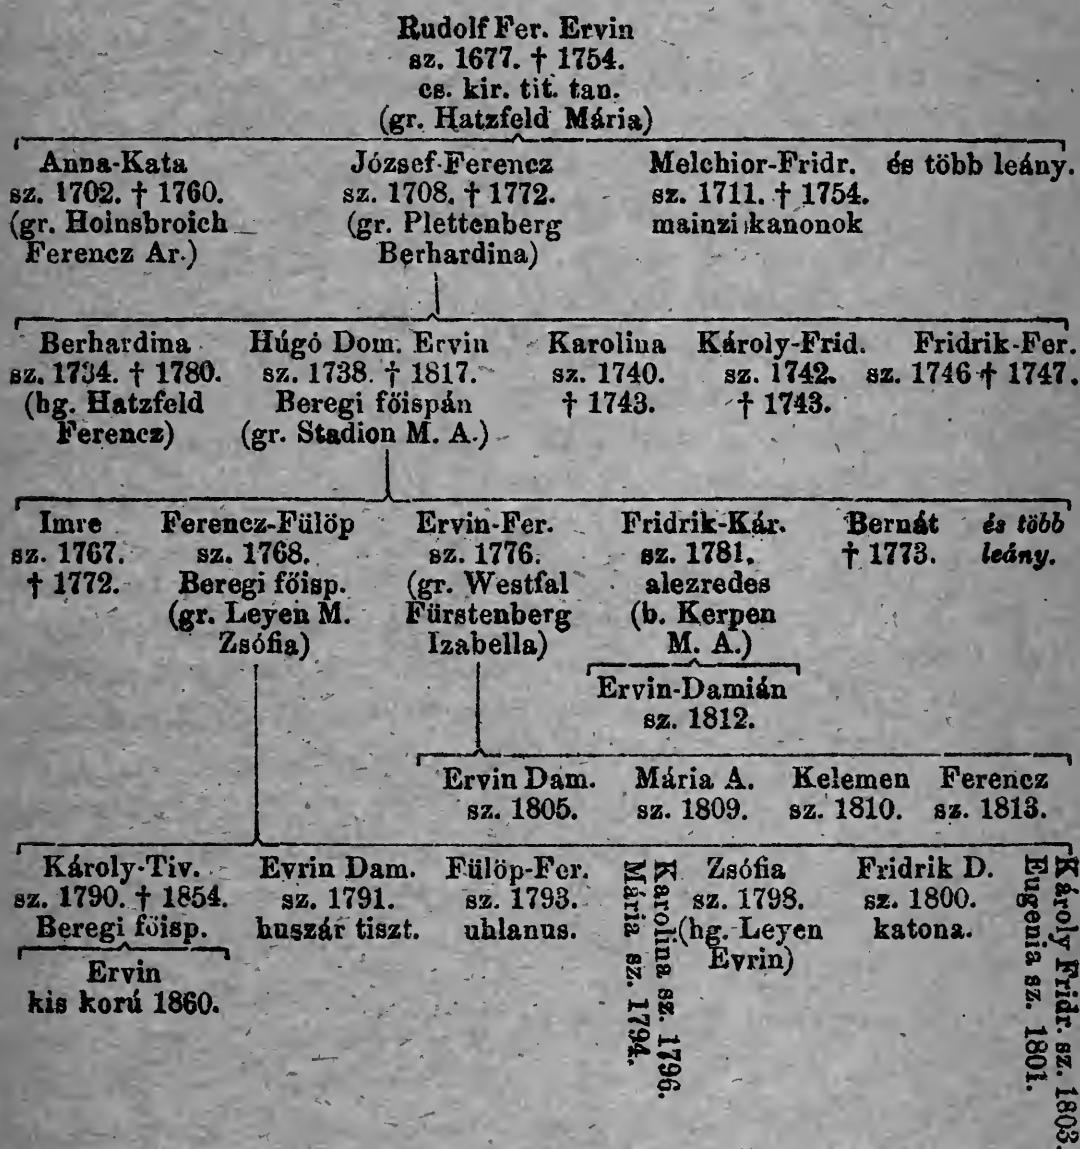 Rudolf Fer. Ervin
sz. 1677. † 1754.
cs. kir. tit. tan.
(gr. Hatzfeld Mária)
Anna-Kata
sz. 1702. † 1760.
(gr. Hoinsbroich
Ferencz Ar.)
József-Ferencz
sz. 1708. † 1772.
(gr. Plettenberg
Berhardina)
Melchior-Fridr.
sz. 1711. † 1754.
mainzi kanonok
és több leány.
Berhardina
sz. 1734. † 1780.
(hg. Hatzfeld
Ferencz)
Húgó Dom. Ervin
sz. 1738. † 1817.
Beregi főispán
(gr. Stadion M. A.)
Karolina
sz. 1740.
† 1743.
Károly-Frid.
sz. 1742.
† 1743.
Fridrik-Fer.
sz. 1746 † 1747.
Imre
sz. 1767.
† 1772.
Ferencz-Fülöp
sz. 1768.
Beregi főisp.
(gr. Leyen M.
Zsófia)
Ervin-Fer.
sz. 1776.
(gr. Westfal
Fürstenberg
Izabella)
Fridrik-Kár.
sz. 1781.
alezredes
(b. Kerpen
M. A.)
Bernát
† 1773.
és több
leány.
Ervin-Damián
sz. 1812.
Ervin Dam.
sz. 1805.
Mária A.
sz. 1809.
Kelemen
sz. 1810.
Ferencz
sz. 1813.
Károly-Tiv.
sz. 1790. † 1854.
Beregi főisp.
Evrin Dam.
sz. 1791.
huszár tiszt.
Fülöp-Fer.
sz. 1793.
uhlanus.
Karolina sz. 1796.
Mária sz. 1794.
Zsófia
sz. 1798.
(hg. Leyen
Evrin)
Fridrik D.
sz. 1800.
katona.
Károly Fridr. sz. 1803.
Eugenia sz. 1801.
Ervin
kis korú 1860.